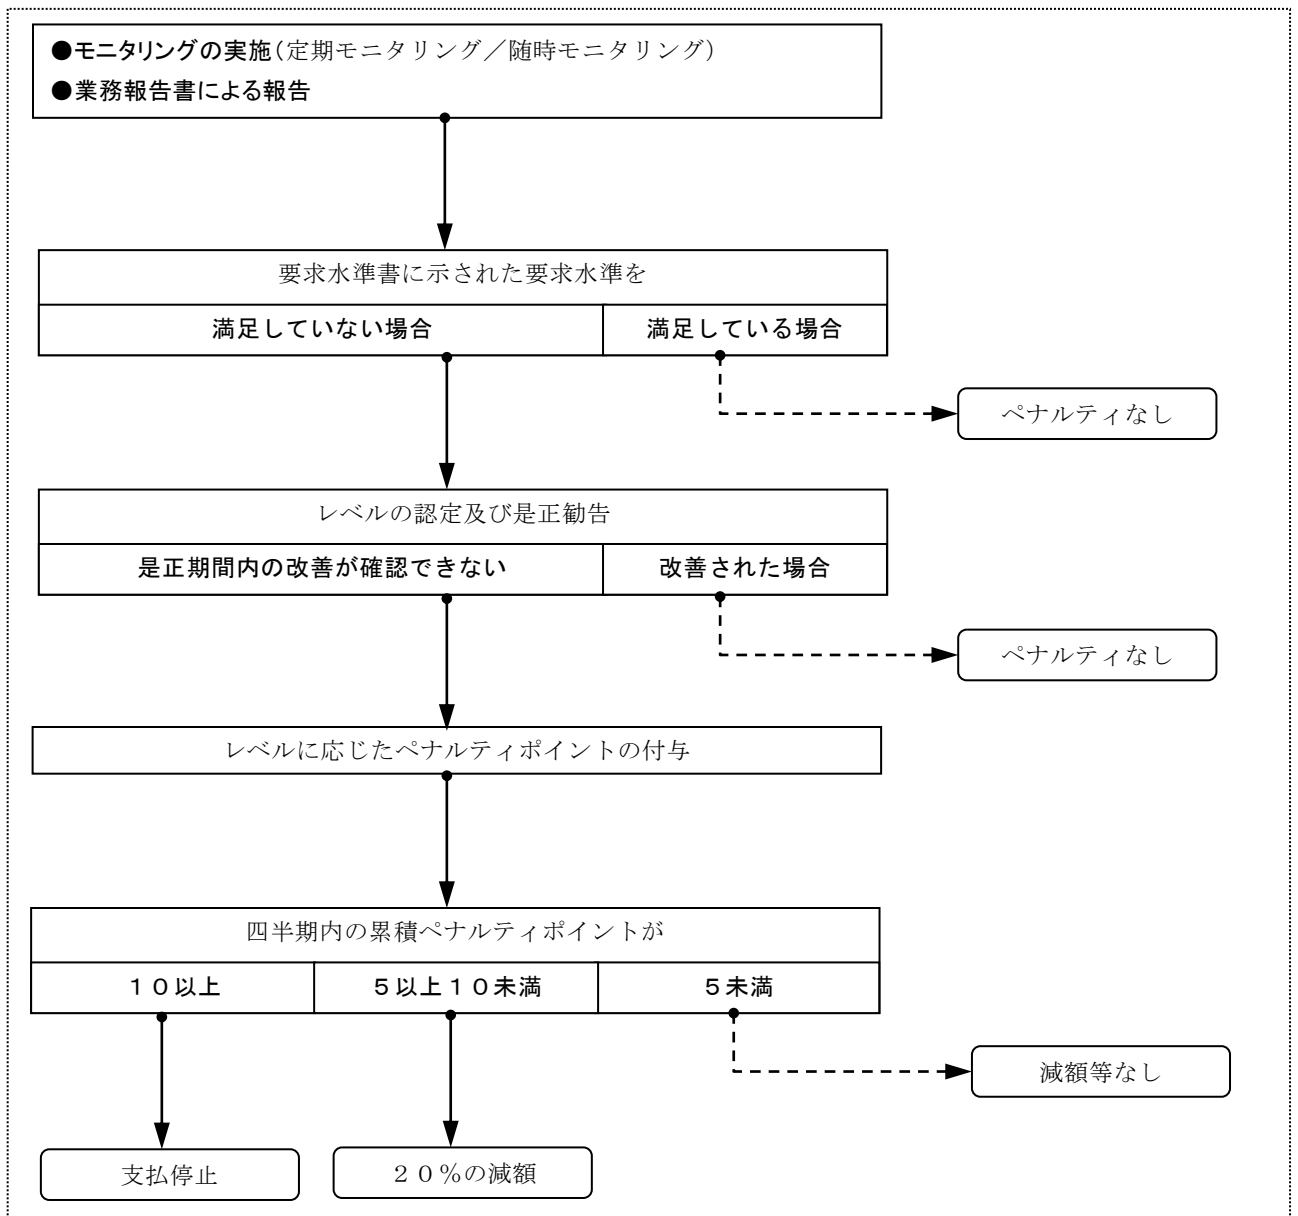 ●モニタリングの実施(定期モニタリング／随時モニタリング)
●業務報告書による報告
要求水準書に示された要求水準を
満足していない場合
満足している場合
ペナルティなし
レベルの認定及び是正勧告
是正期間内の改善が確認できない
改善された場合
ペナルティなし
レベルに応じたペナルティポイントの付与
四半期内の累積ペナルティポイントが
１０以上
５以上１０未満
５未満
減額等なし
支払停止
２０％の減額